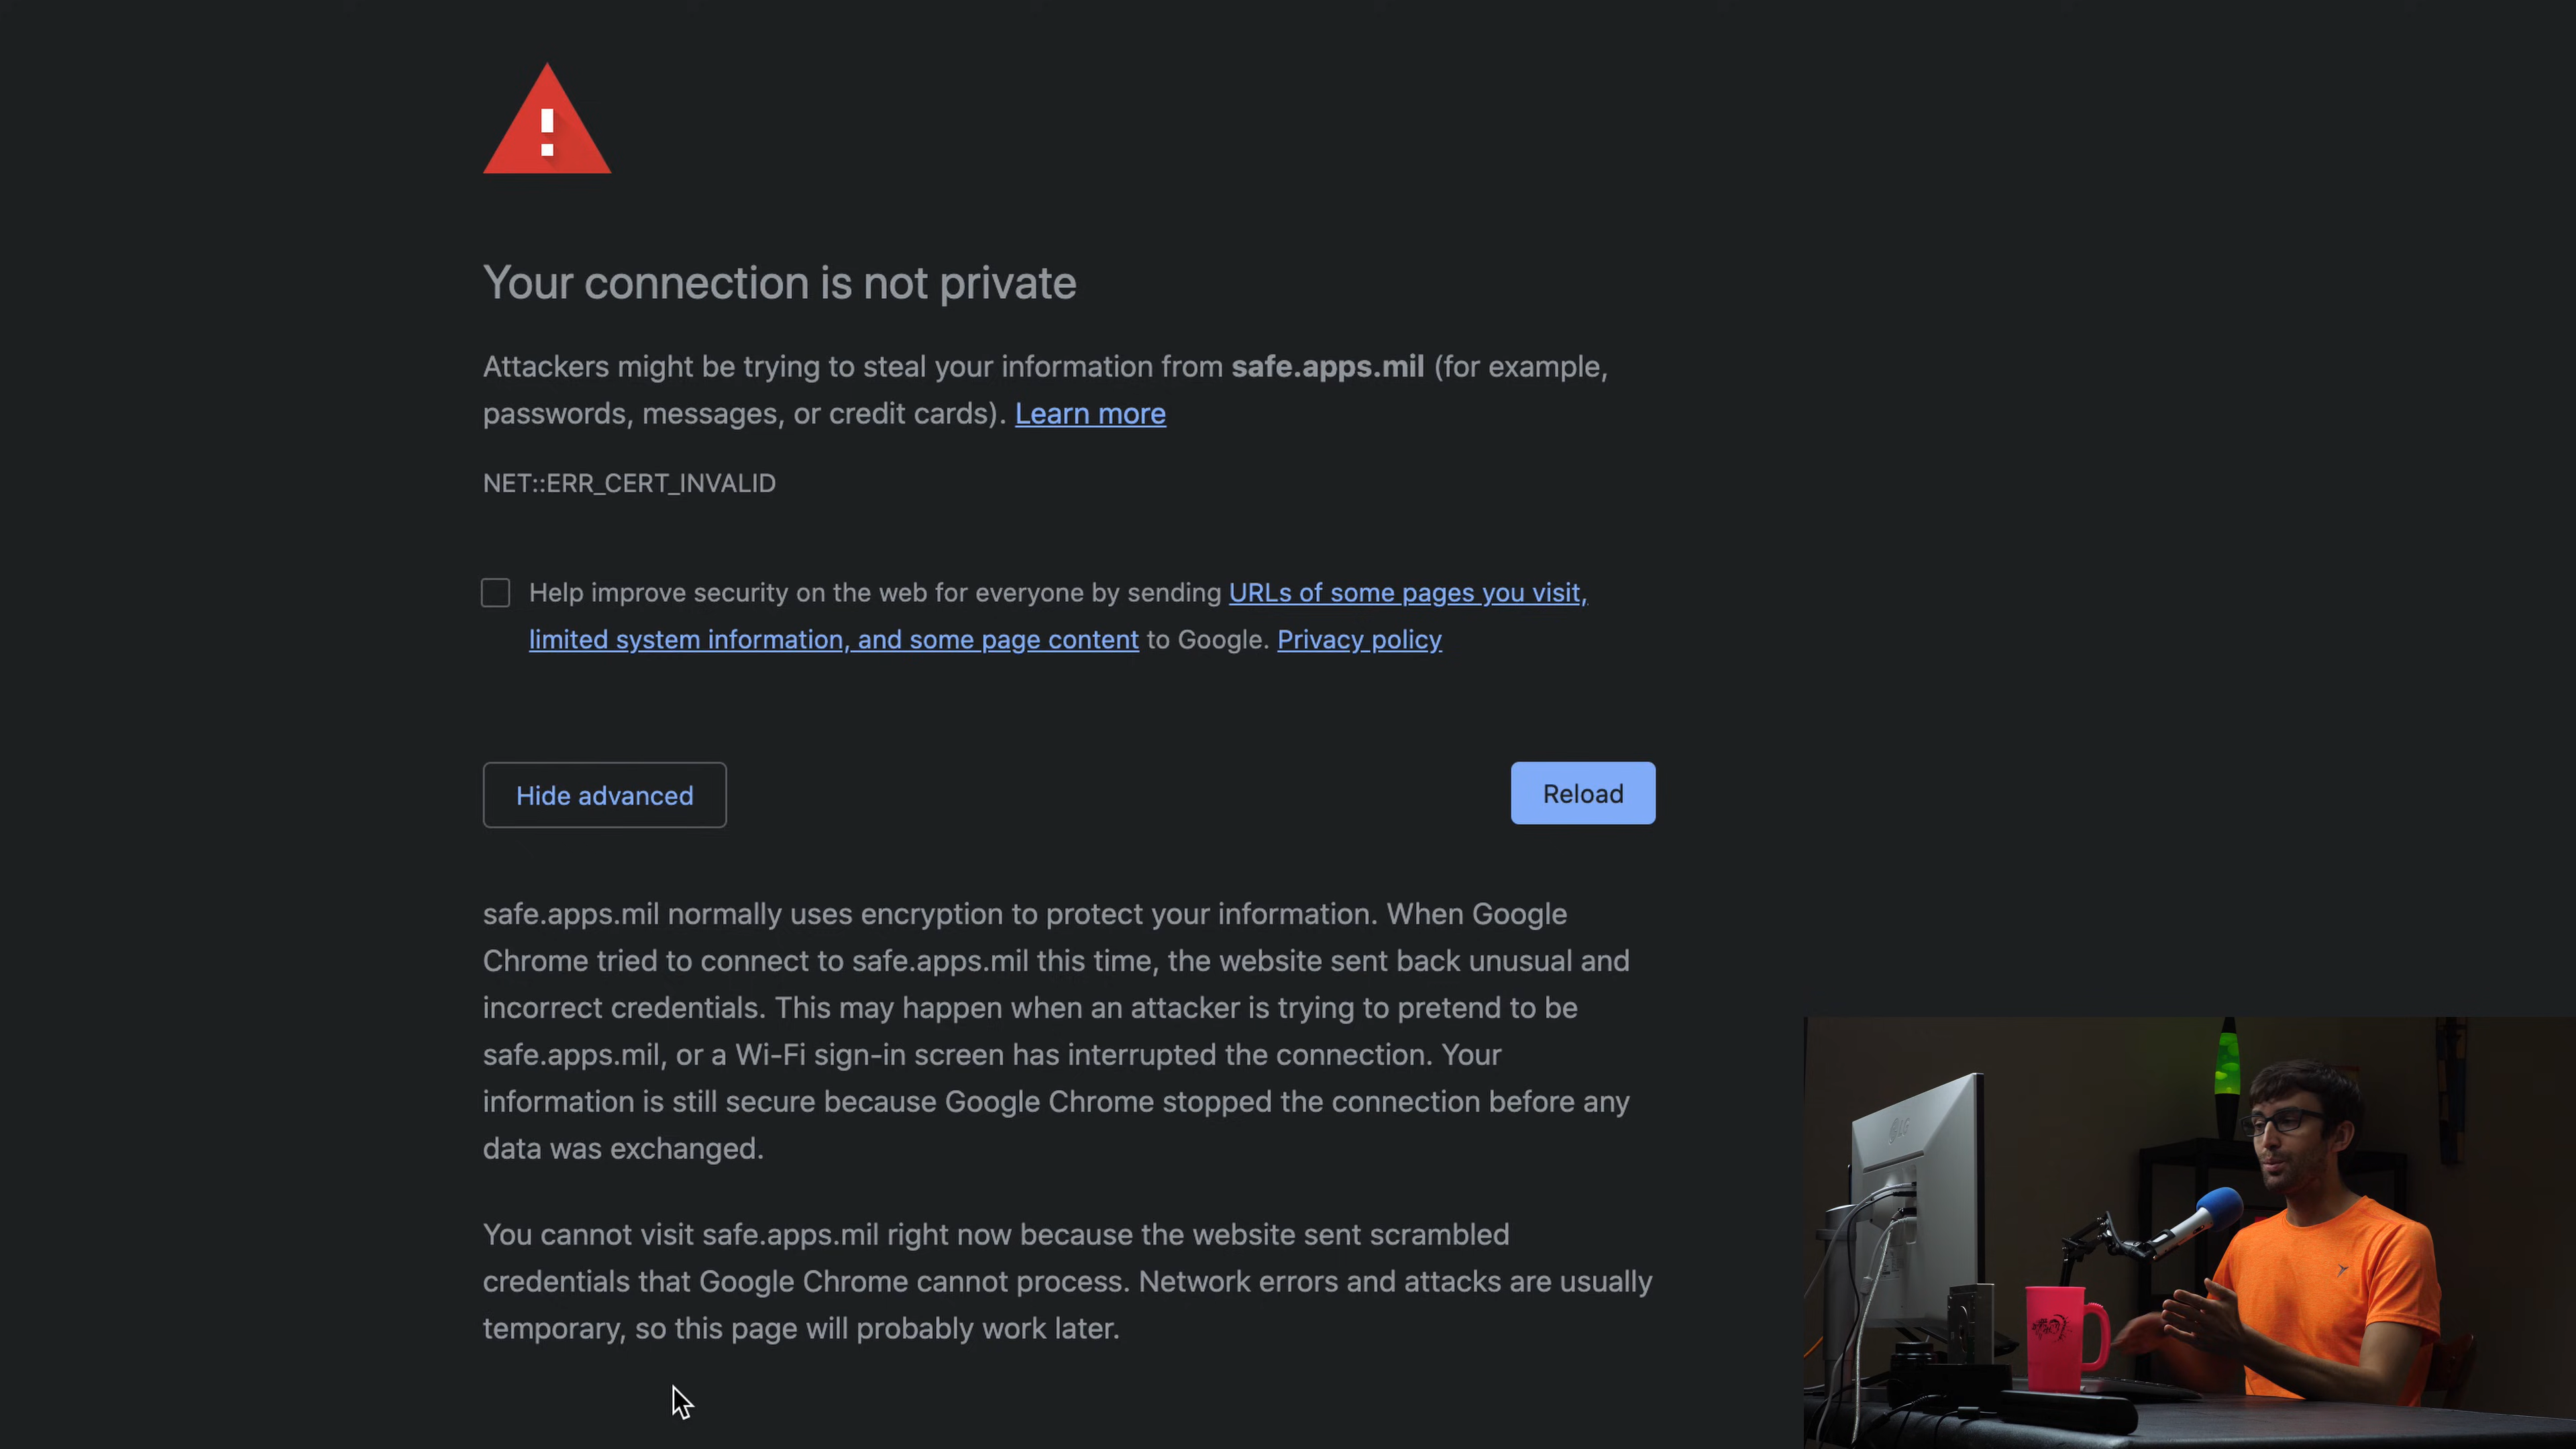 Your connection is not private
Attackers might be trying to steal your information from safe.apps.mil (for example,
passwords, messages, or credit cards). Learn more
NET::ERR_CERT_INVALID
Help improve security on the web for everyone by sending URLs of some pages you visit,
limited system information, and some page content to Google. Privacy policy
Hide advanced
Reload
safe.apps.mil normally uses encryption to protect your information. When Google
Chrome tried to connect to safe.apps.mil this time, the website sent back unusual and
incorrect credentials. This may happen when an attacker is trying to pretend to be
safe.apps.mil, or a Wi-Fi sign-in screen has interrupted the connection. Your
information is still secure because Google Chrome stopped the connection before any
data was exchanged.
You cannot visit safe.apps.mil right now because the website sent scrambled
credentials that Google Chrome cannot process. Network errors and attacks are usually
temporary, so this page will probably work later.
LG